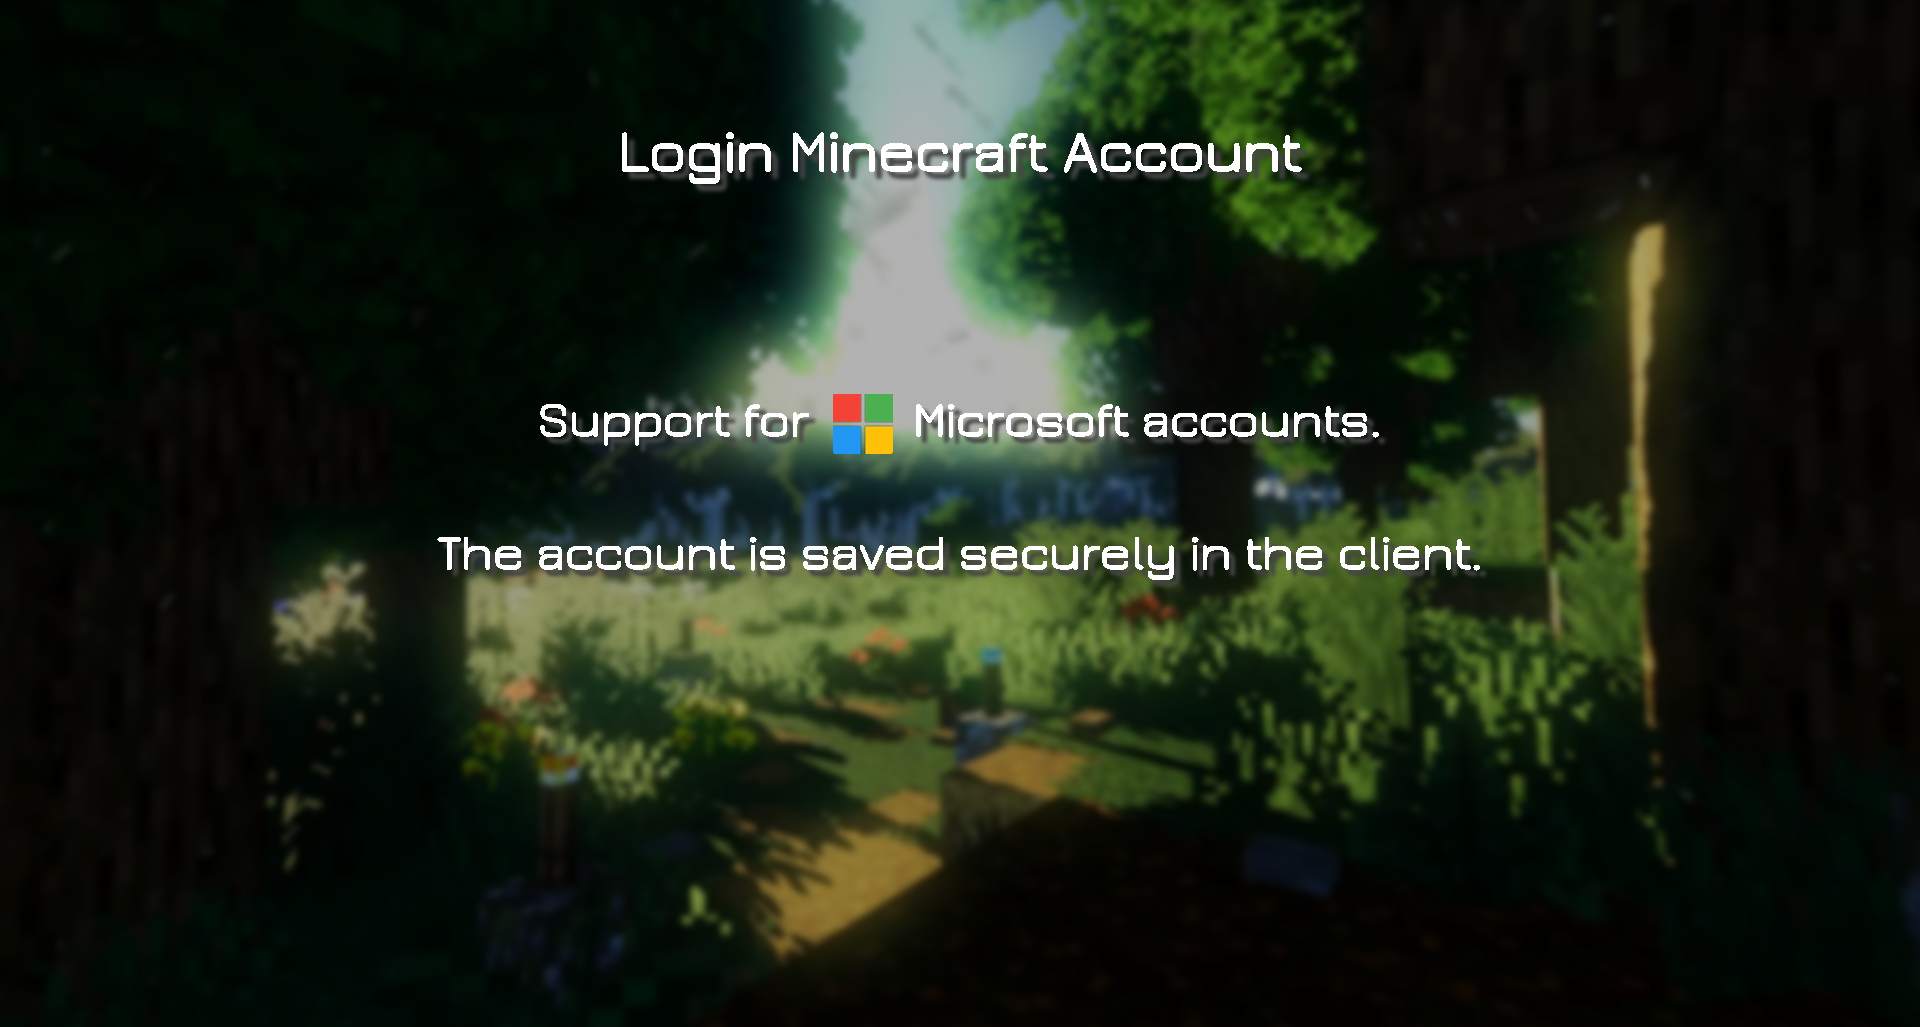 Login Minecraft Account
Support for Microsoft accounts.
The account is saved securely in the client.